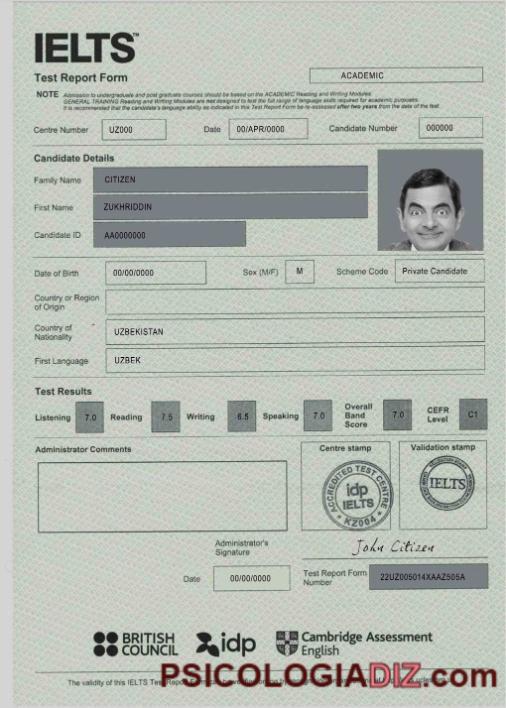 IELTS™
Test Report Form
ACADEMIC
NOTE Admission to undergraduate and post graduate courses should be based on the ACADEMIC Reading and Writing Modules.
GENERAL TRAINING Reading and Writing Modules are not designed to test the full range of language skills required for academic purposes.
It is recommended that the candidate's language ability as indicated in this Test Report Form be re-assessed after two years from the date of the test.
Centre Number UZ000 Date 00/APR/0000 Candidate Number 000000
Candidate Details
Family Name CITIZEN
First Name ZUKHRIDDIN
Candidate ID AA0000000
Date of Birth 00/00/0000 Sex (M/F) M Scheme Code Private Candidate
Country or Region
of Origin
Country of
Nationality
UZBEKISTAN
First Language UZBEK
Test Results
Listening 7.0 Reading 7.5 Writing 6.5 Speaking 7.0 Overall Band Score 7.0 CEFR Level C1
Administrator Comments
Centre stamp
Validation stamp
ACCREDITED TEST CENTRE
idp
IELTS
KZ004
IELTS
Administrator's
Signature
John Citizen
Date 00/00/0000
Test Report Form
Number
22UZ005014XAAZ505A
BRITISH
COUNCIL
idp
Cambridge Assessment
English
PSICOLOGIADIZ.com
The validity of this IELTS Test Report Form